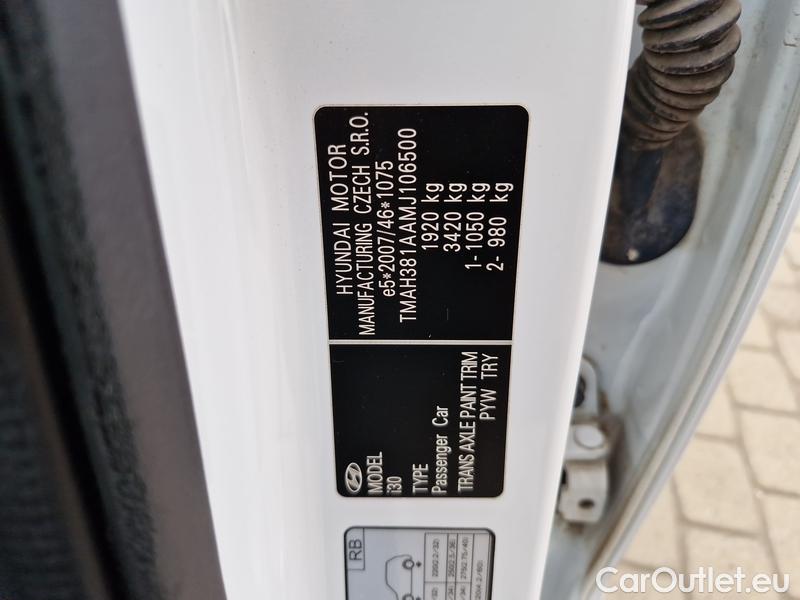 HYUNDAI MOTOR
MANUFACTURING CZECH S.R.O.
e5*2007/46*1075
TMAH381AAMJ106500
1920 kg
3420 kg
1- 1050 kg
2- 980 kg
MODEL
i30
TYPE
Passenger Car
TRANS AXLE PAINT TRIM
PYW TRY
RB
CarOutlet.eu